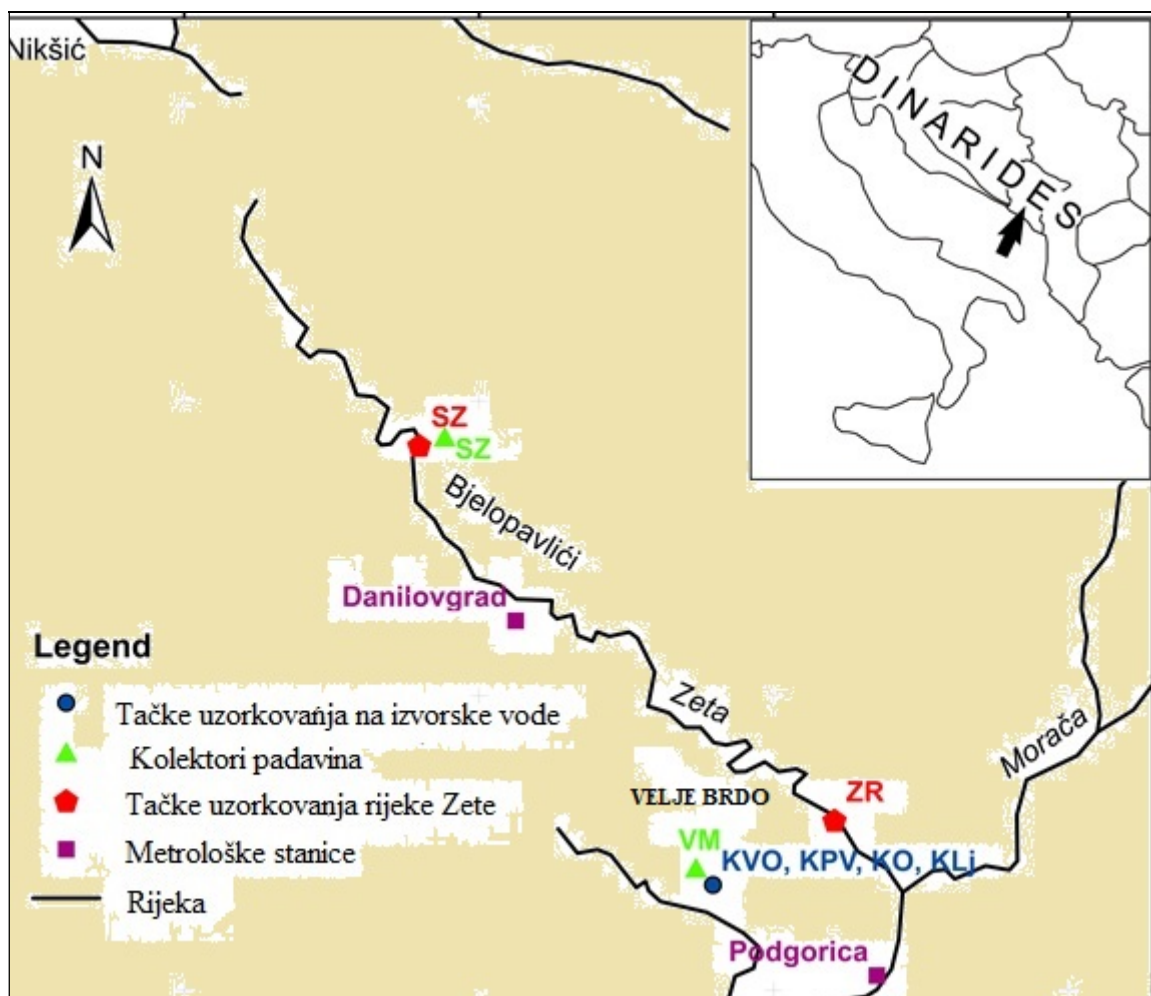 Nikšić
DINARIDES
N
SZ
SZ
Bjelopavlići
Danilovgrad
Legend
Tačke uzorkovanja na izvorske vode
Kolektori padavina
Tačke uzorkovanja rijeke Zete
Metrološke stanice
Rijeka
Zeta
Morača
VELJE BRDO
ZR
VM
KVO, KPV, KO, KLj
Podgorica